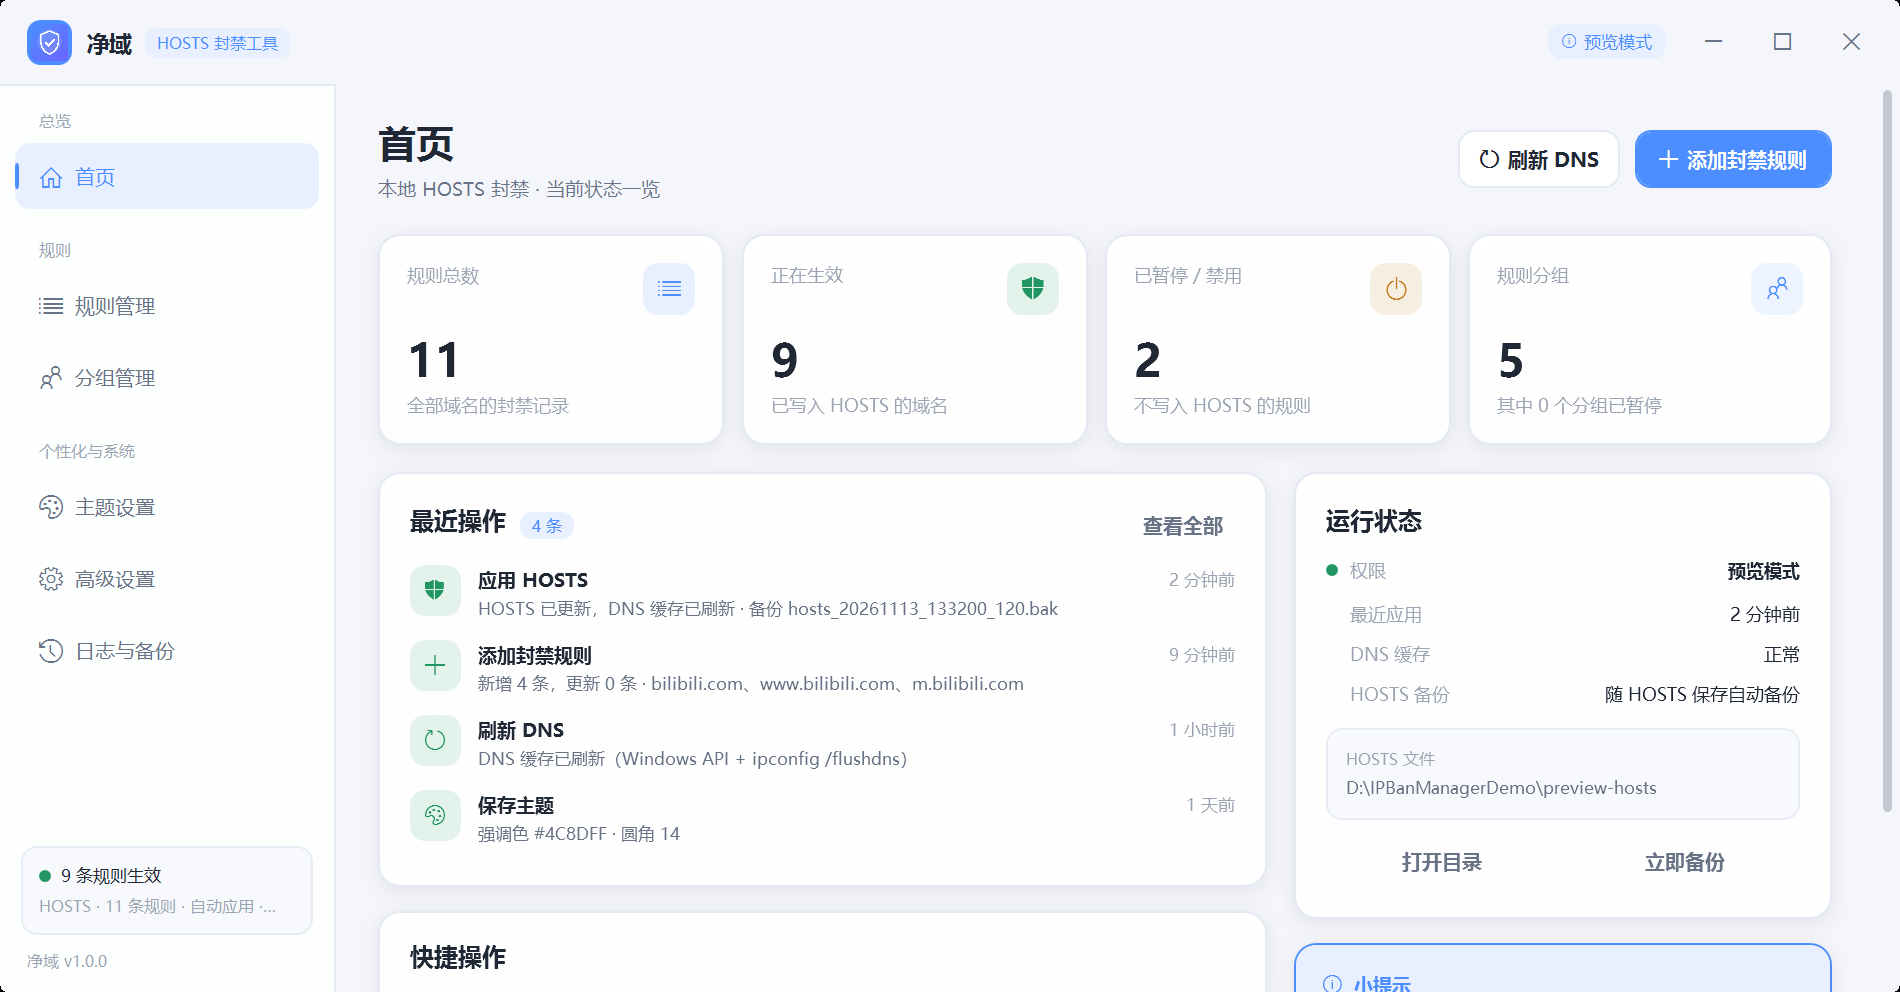 净域
HOSTS 封禁工具
预览模式
总览
首页
规则
规则管理
分组管理
个性化与系统
主题设置
高级设置
日志与备份
9 条规则生效
HOSTS · 11 条规则 · 自动应用 ·...
净域 v1.0.0
首页
本地 HOSTS 封禁 · 当前状态一览
刷新 DNS
添加封禁规则
规则总数
11
全部域名的封禁记录
正在生效
9
已写入 HOSTS 的域名
已暂停 / 禁用
2
不写入 HOSTS 的规则
规则分组
5
其中 0 个分组已暂停
最近操作
4 条
查看全部
应用 HOSTS
2 分钟前
HOSTS 已更新，DNS 缓存已刷新 · 备份 hosts_20261113_133200_120.bak
添加封禁规则
9 分钟前
新增 4 条，更新 0 条 · bilibili.com、www.bilibili.com、m.bilibili.com
刷新 DNS
1 小时前
DNS 缓存已刷新（Windows API + ipconfig /flushdns）
保存主题
1 天前
强调色 #4C8DFF · 圆角 14
快捷操作
运行状态
权限
预览模式
最近应用
2 分钟前
DNS 缓存
正常
HOSTS 备份
随 HOSTS 保存自动备份
HOSTS 文件
D:\IPBanManagerDemo\preview-hosts
打开目录
立即备份
小提示